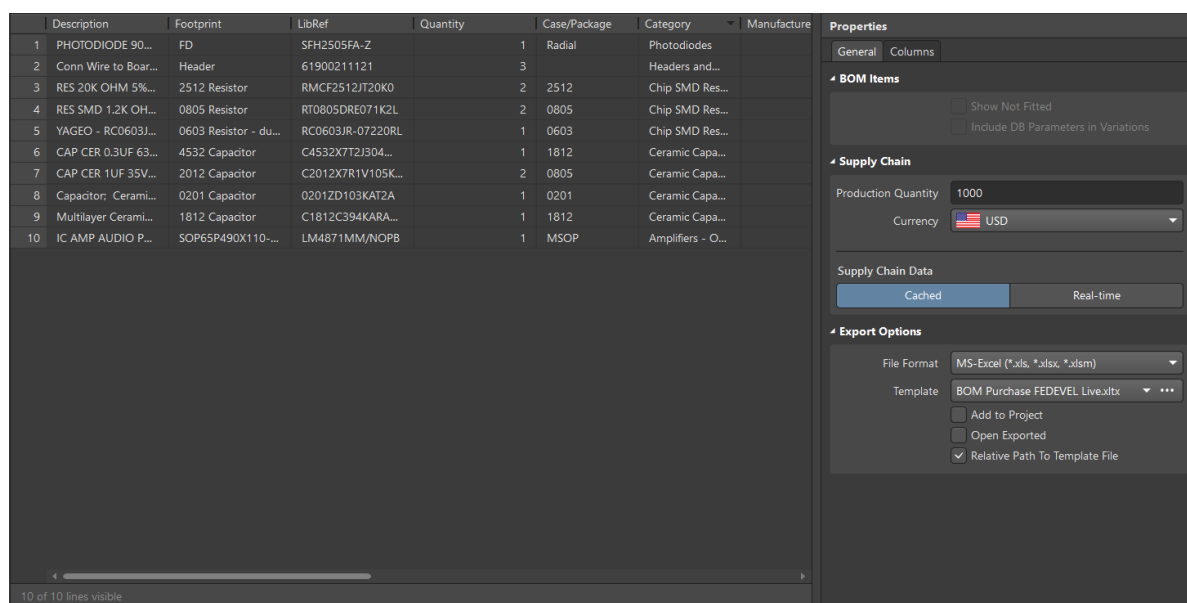 Description Footprint LibRef Quantity Case/Package Category Manufacture
1 PHOTODIODE 90... FD SFH2505FA-Z 1 Radial Photodiodes
2 Conn Wire to Boar... Header 61900211121 3 Headers and...
3 RES 20K OHM 5%... 2512 Resistor RMCF2512JT20K0 2 2512 Chip SMD Res...
4 RES SMD 1.2K OH... 0805 Resistor RT0805DRE071K2L 2 0805 Chip SMD Res...
5 YAGEO - RC0603J... 0603 Resistor - du... RC0603JR-07220RL 1 0603 Chip SMD Res...
6 CAP CER 0.3UF 63... 4532 Capacitor C4532X7T2J304... 1 1812 Ceramic Capa...
7 CAP CER 1UF 35V... 2012 Capacitor C2012X7R1V105K... 2 0805 Ceramic Capa...
8 Capacitor: Cerami... 0201 Capacitor 0201ZD103KAT2A 1 0201 Ceramic Capa...
9 Multilayer Cerami... 1812 Capacitor C1812C394KARA... 1 1812 Ceramic Capa...
10 IC AMP AUDIO P... SOP65P490X110-... LM4871MM/NOPB 1 MSOP Amplifiers - O...
10 of 10 lines visible
Properties
General Columns
BOM Items
Show Not Fitted
Include DB Parameters in Variations
Supply Chain
Production Quantity 1000
Currency USD
Supply Chain Data
Cached Real-time
Export Options
File Format MS-Excel (*.xls, *.xlsx, *.xlsm)
Template BOM Purchase FEDEVEL Live.xltx
Add to Project
Open Exported
Relative Path To Template File